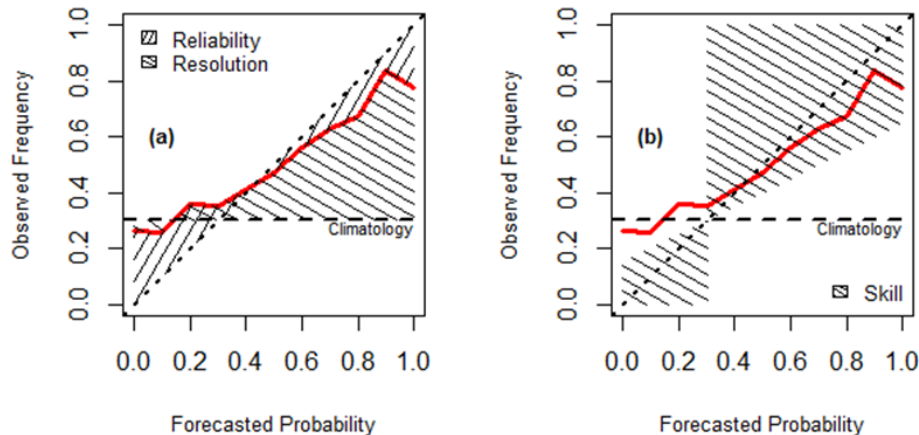 Observed Frequency
1.0
0.8
0.6
0.4
0.2
0.0
Reliability
Resolution
(a)
Climatology
0.0 0.2 0.4 0.6 0.8 1.0
Forecasted Probability
Observed Frequency
1.0
0.8
0.6
0.4
0.2
0.0
(b)
Climatology
Skill
0.0 0.2 0.4 0.6 0.8 1.0
Forecasted Probability